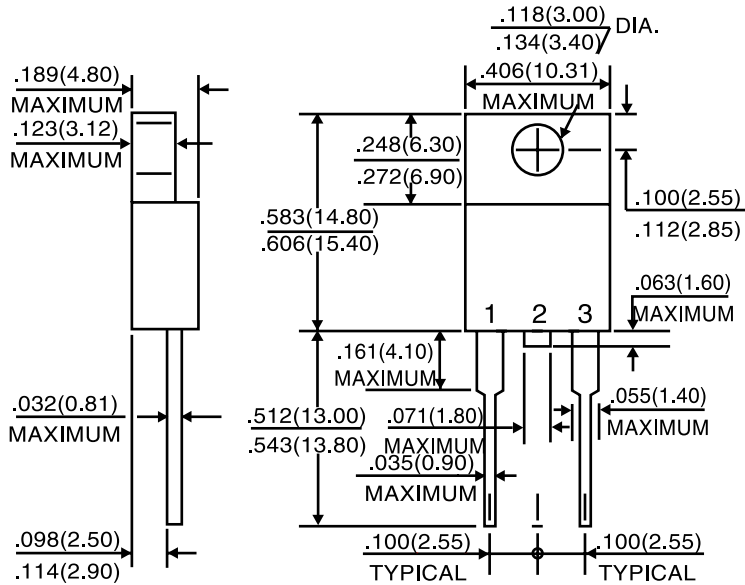 .118(3.00)
.134(3.40)
DIA.
.189(4.80)
MAXIMUM
.406(10.31)
MAXIMUM
.123(3.12)
MAXIMUM
.248(6.30)
.272(6.90)
.100(2.55)
.112(2.85)
.583(14.80)
.606(15.40)
.063(1.60)
MAXIMUM
1 2 3
.161(4.10)
MAXIMUM
.032(0.81)
MAXIMUM
.512(13.00)
.543(13.80)
.071(1.80)
MAXIMUM
.055(1.40)
MAXIMUM
.035(0.90)
MAXIMUM
.098(2.50)
.114(2.90)
.100(2.55)
TYPICAL
.100(2.55)
TYPICAL